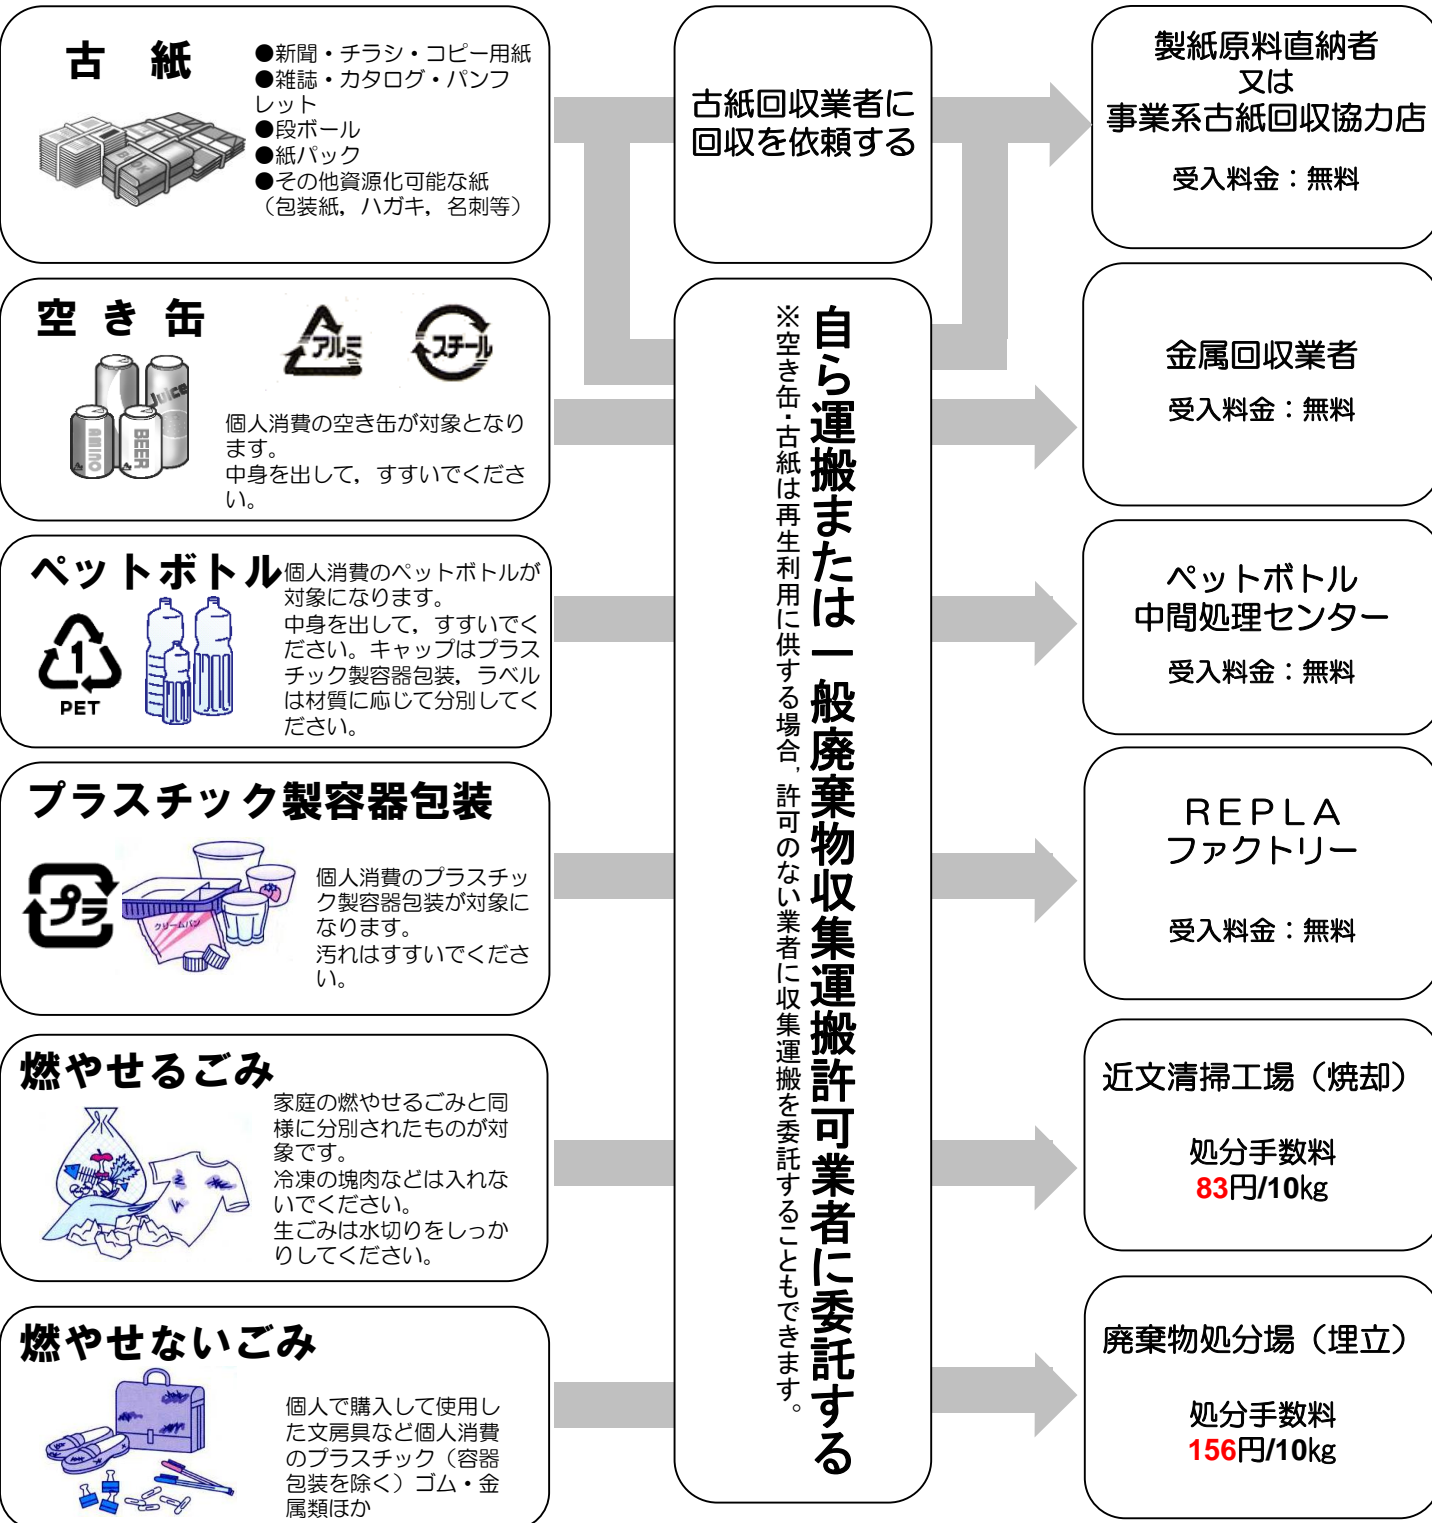 古　紙
●新聞・チラシ・コピー用紙
●雑誌・カタログ・パンフ
レット
●段ボール
●紙パック
●その他資源化可能な紙
（包装紙，ハガキ，名刺等）
古紙回収業者に
回収を依頼する
製紙原料直納者
又は
事業系古紙回収協力店
受入料金：無料
空き缶
アルミ
スチール
Juice
AMINO
BEER
個人消費の空き缶が対象となり
ます。
中身を出して，すすいでくださ
い。
自ら運搬または一般廃棄物収集運搬許可業者に委託する
※空き缶・古紙は再生利用に供する場合，許可のない業者に収集運搬を委託することもできます。
金属回収業者
受入料金：無料
ペットボトル
1
PET
個人消費のペットボトルが
対象になります。
中身を出して，すすいでく
ださい。キャップはプラス
チック製容器包装，ラベル
は材質に応じて分別してく
ださい。
ペットボトル
中間処理センター
受入料金：無料
プラスチック製容器包装
プラ
クリームパン
個人消費のプラスチッ
ク製容器包装が対象に
なります。
汚れはすすいでくださ
い。
ＲＥＰＬＡ
ファクトリー
受入料金：無料
燃やせるごみ
家庭の燃やせるごみと同
様に分別されたものが対
象です。
冷凍の塊肉などは入れな
いでください。
生ごみは水切りをしっか
りしてください。
近文清掃工場（焼却）
処分手数料
83円/10㎏
燃やせないごみ
個人で購入して使用し
た文房具など個人消費
のプラスチック（容器
包装を除く）ゴム・金
属類ほか
廃棄物処分場（埋立）
処分手数料
156円/10㎏